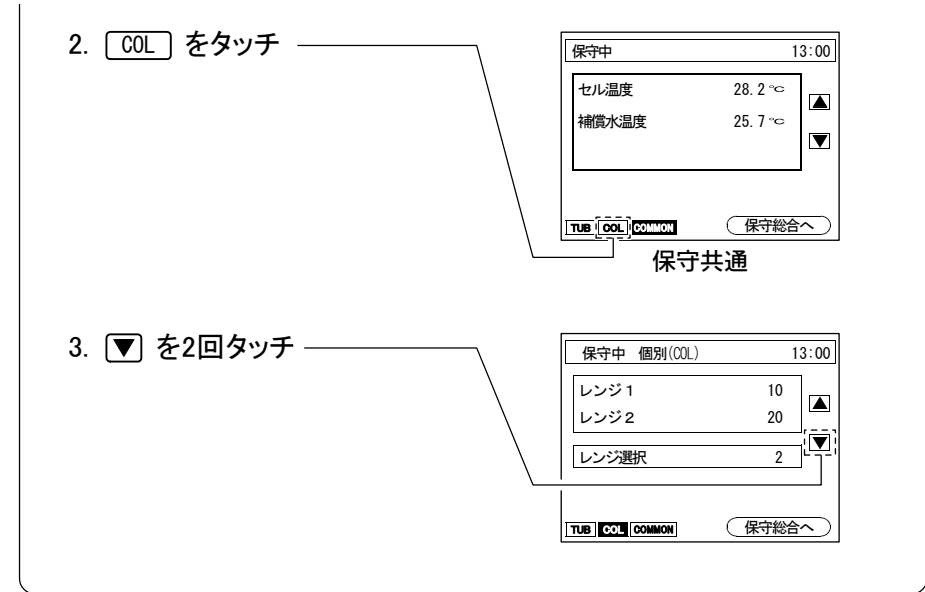 2. COL をタッチ
保守中 13:00
セル温度 28.2℃
補償水温度 25.7℃
▲
▼
TUB COL COMMON 保守総合へ
保守共通
3. ▼ を2回タッチ
保守中 個別(COL) 13:00
レンジ1 10
レンジ2 20
▲
▼
レンジ選択 2
TUB COL COMMON 保守総合へ